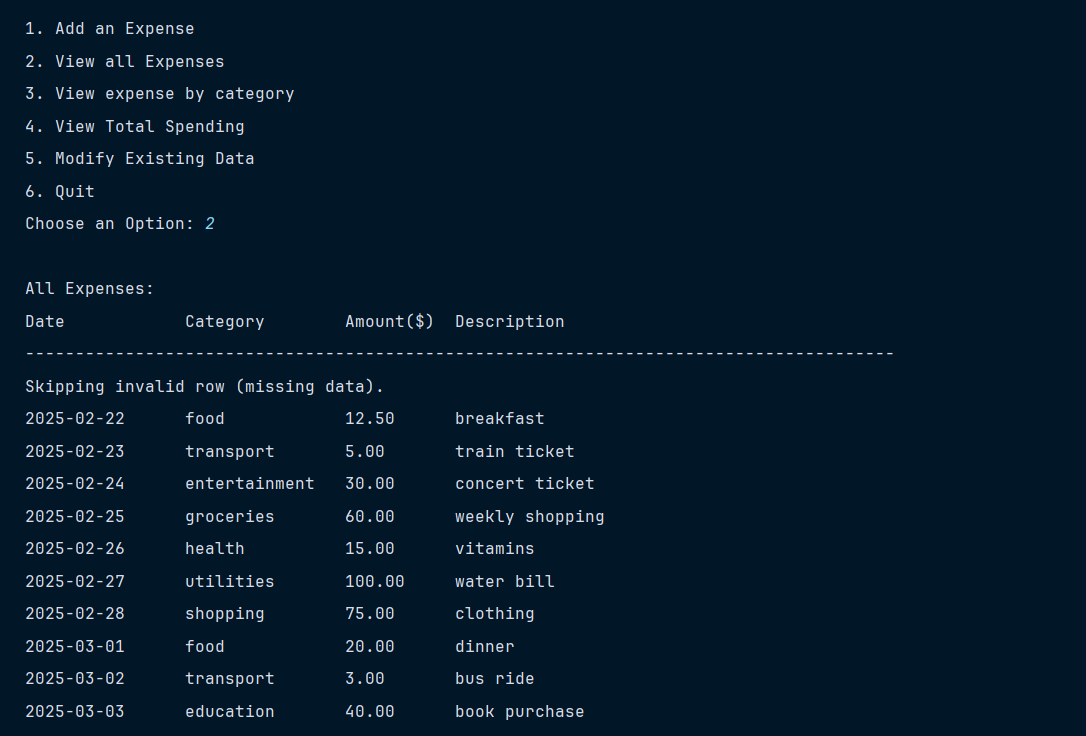 1. Add an Expense
2. View all Expenses
3. View expense by category
4. View Total Spending
5. Modify Existing Data
6. Quit
Choose an Option: 2
All Expenses:
Date Category Amount($) Description
---------------------------------------------------------------------------------------
Skipping invalid row (missing data).
2025-02-22 food 12.50 breakfast
2025-02-23 transport 5.00 train ticket
2025-02-24 entertainment 30.00 concert ticket
2025-02-25 groceries 60.00 weekly shopping
2025-02-26 health 15.00 vitamins
2025-02-27 utilities 100.00 water bill
2025-02-28 shopping 75.00 clothing
2025-03-01 food 20.00 dinner
2025-03-02 transport 3.00 bus ride
2025-03-03 education 40.00 book purchase